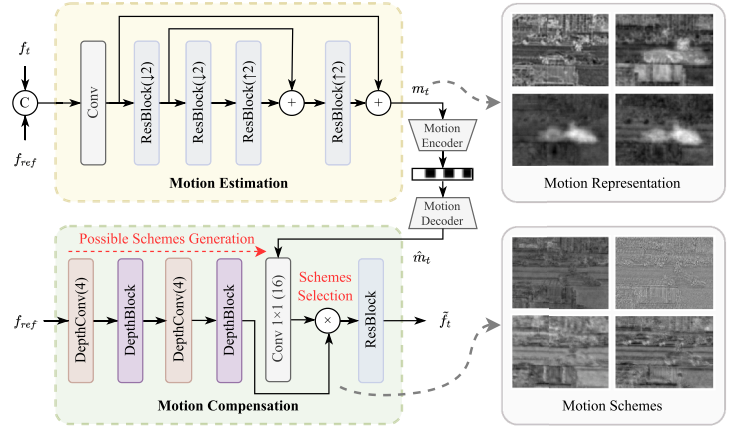 f_t
C
f_ref
Conv
ResBlock(↓2)
ResBlock(↓2)
ResBlock(↑2)
+
ResBlock(↑2)
+
m_t
Motion Estimation
Motion
Encoder
Motion
Decoder
m̂_t
Motion Representation
Possible Schemes Generation
f_ref
DepthConv(4)
DepthBlock
DepthConv(4)
DepthBlock
Conv 1×1 (16)
Schemes
Selection
×
ResBlock
f̃_t
Motion Compensation
Motion Schemes